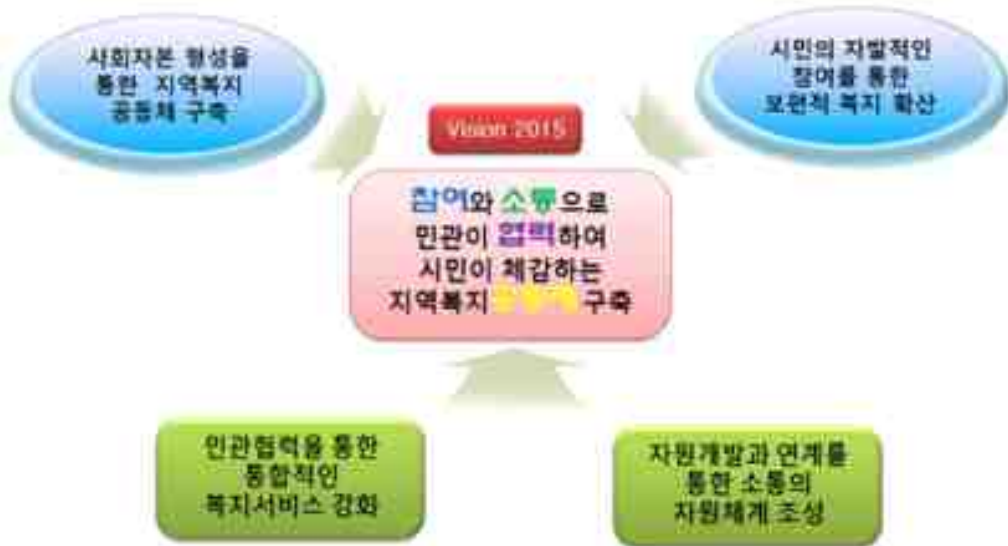 사회자본 형성을
통한 지역복지
공동체 구축
시민의 자발적인
참여를 통한
보편적 복지 확산
Vision 2015
참여와 소통으로
민관이 협력하여
시민이 체감하는
지역복지 공동체 구축
민관협력을 통한
통합적인
복지서비스 강화
자원개발과 연계를
통한 소통의
자원체계 조성